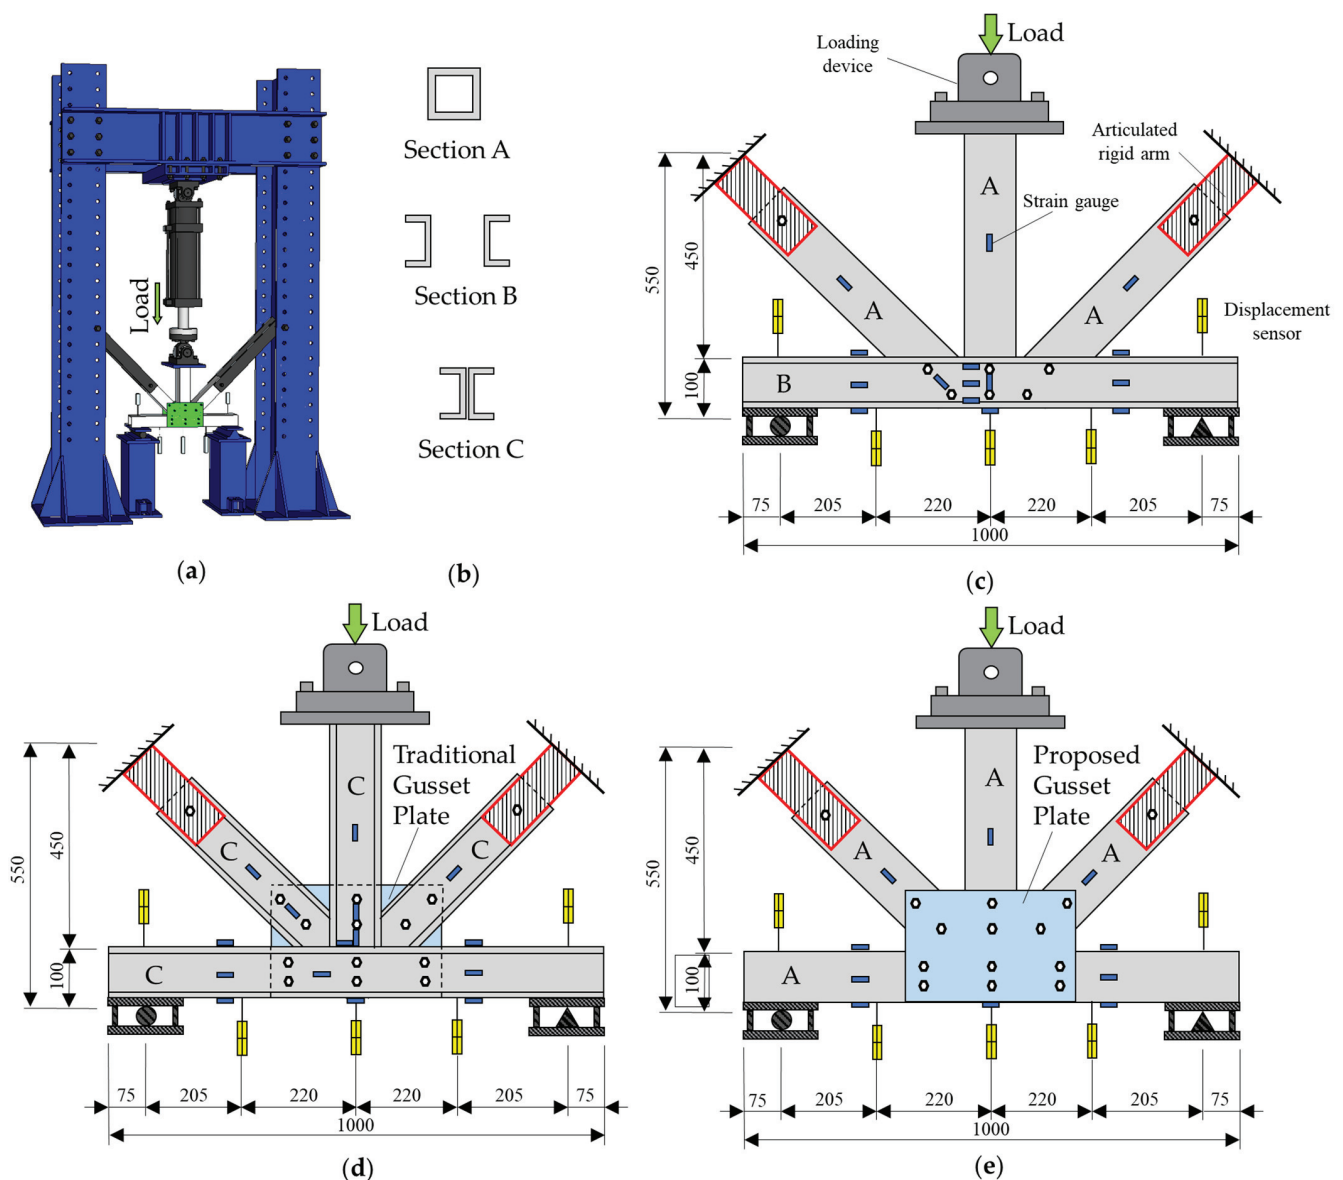 Load
(a)
Section A
Section B
Section C
(b)
Load
Loading
device
Articulated
rigid arm
Strain gauge
Displacement
sensor
A
A
A
B
550
450
100
75
205
220
220
205
75
1000
(c)
Load
Traditional
Gusset
Plate
C
C
C
C
550
450
100
75
205
220
220
205
75
1000
(d)
Load
Proposed
Gusset
Plate
A
A
A
A
550
450
100
75
205
220
220
205
75
1000
(e)